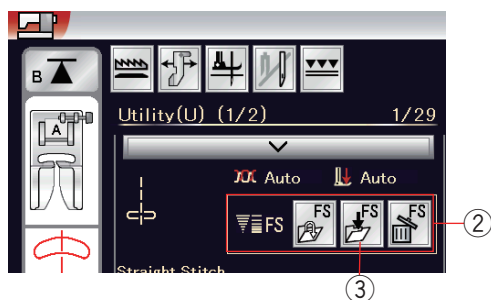 B
A
Utility(U) (1/2) 1/29
Auto Auto
FS FS FS FS
2
3
Straight Stitch